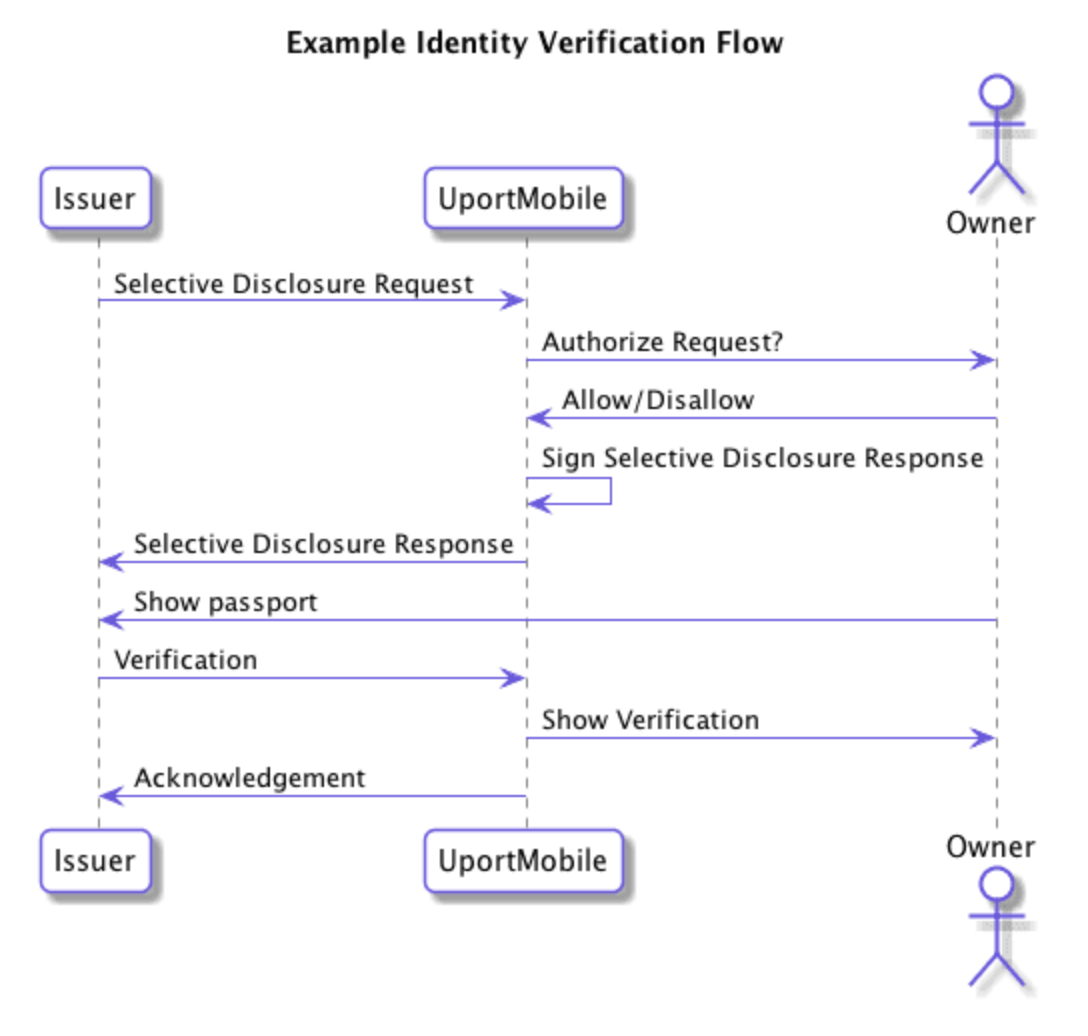 Example Identity Verification Flow
Issuer
UportMobile
Owner
Selective Disclosure Request
Authorize Request?
Allow/Disallow
Sign Selective Disclosure Response
Selective Disclosure Response
Show passport
Verification
Show Verification
Acknowledgement
Issuer
UportMobile
Owner